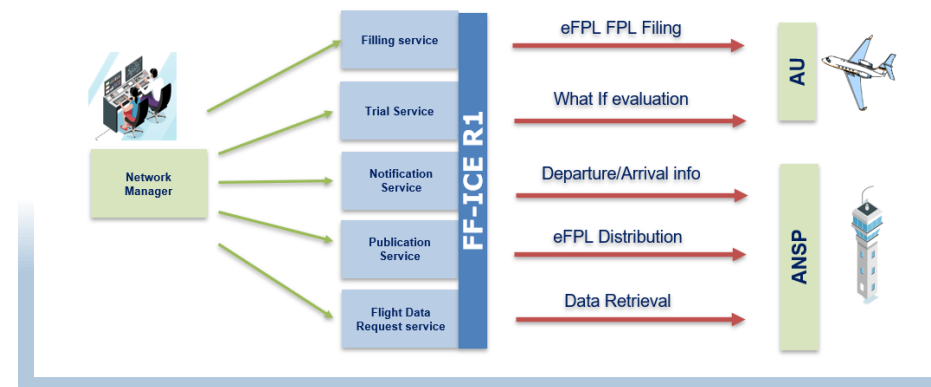 Filling service
eFPL FPL Filing
Trial Service
What If evaluation
AU
Network
Manager
Notification
Service
Departure/Arrival info
FF-ICE R1
Publication
Service
eFPL Distribution
ANSP
Flight Data
Request service
Data Retrieval